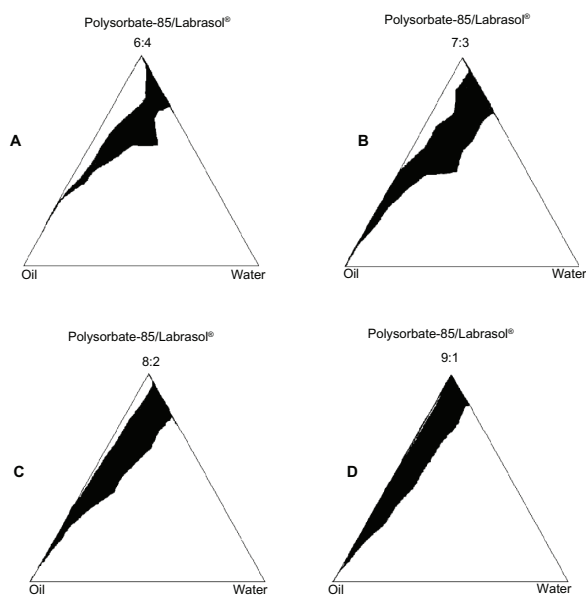 Polysorbate-85/Labrasol®
6:4
A
Oil
Water
Polysorbate-85/Labrasol®
7:3
B
Oil
Water
Polysorbate-85/Labrasol®
8:2
C
Oil
Water
Polysorbate-85/Labrasol®
9:1
D
Oil
Water